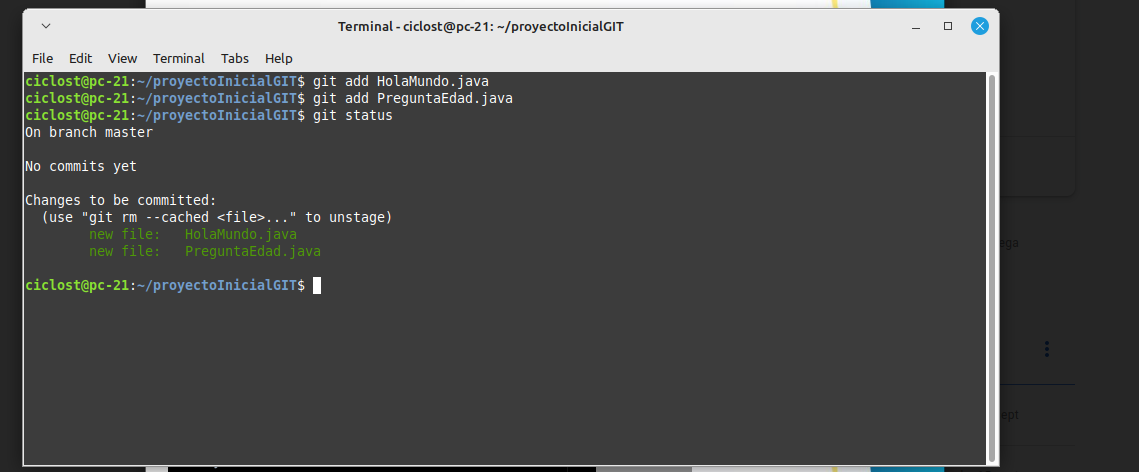 Terminal - ciclost@pc-21: ~/proyectoInicialGIT
File Edit View Terminal Tabs Help
ciclost@pc-21:~/proyectoInicialGIT$ git add HolaMundo.java
ciclost@pc-21:~/proyectoInicialGIT$ git add PreguntaEdad.java
ciclost@pc-21:~/proyectoInicialGIT$ git status
On branch master
No commits yet
Changes to be committed:
(use "git rm --cached <file>..." to unstage)
new file: HolaMundo.java
new file: PreguntaEdad.java
ciclost@pc-21:~/proyectoInicialGIT$